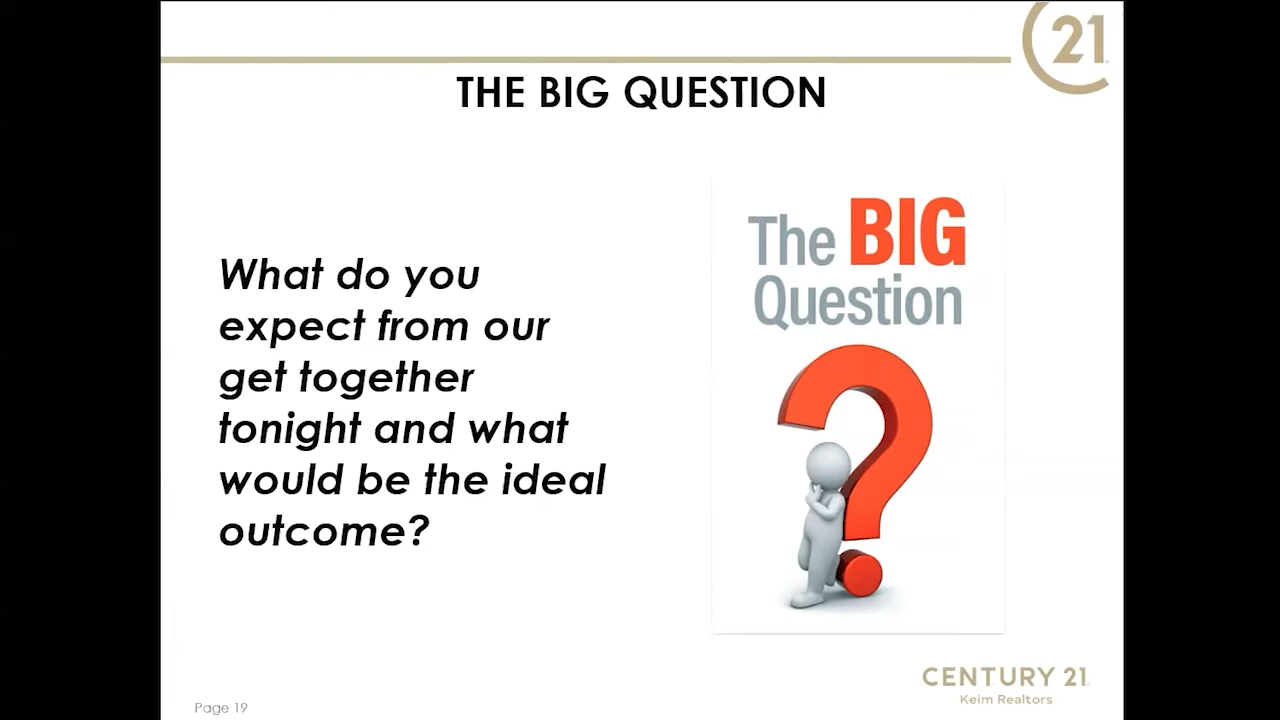 21
THE BIG QUESTION
What do you
expect from our
get together
tonight and what
would be the ideal
outcome?
The BIG
Question
?
CENTURY 21
Keim Realtors
Page 19